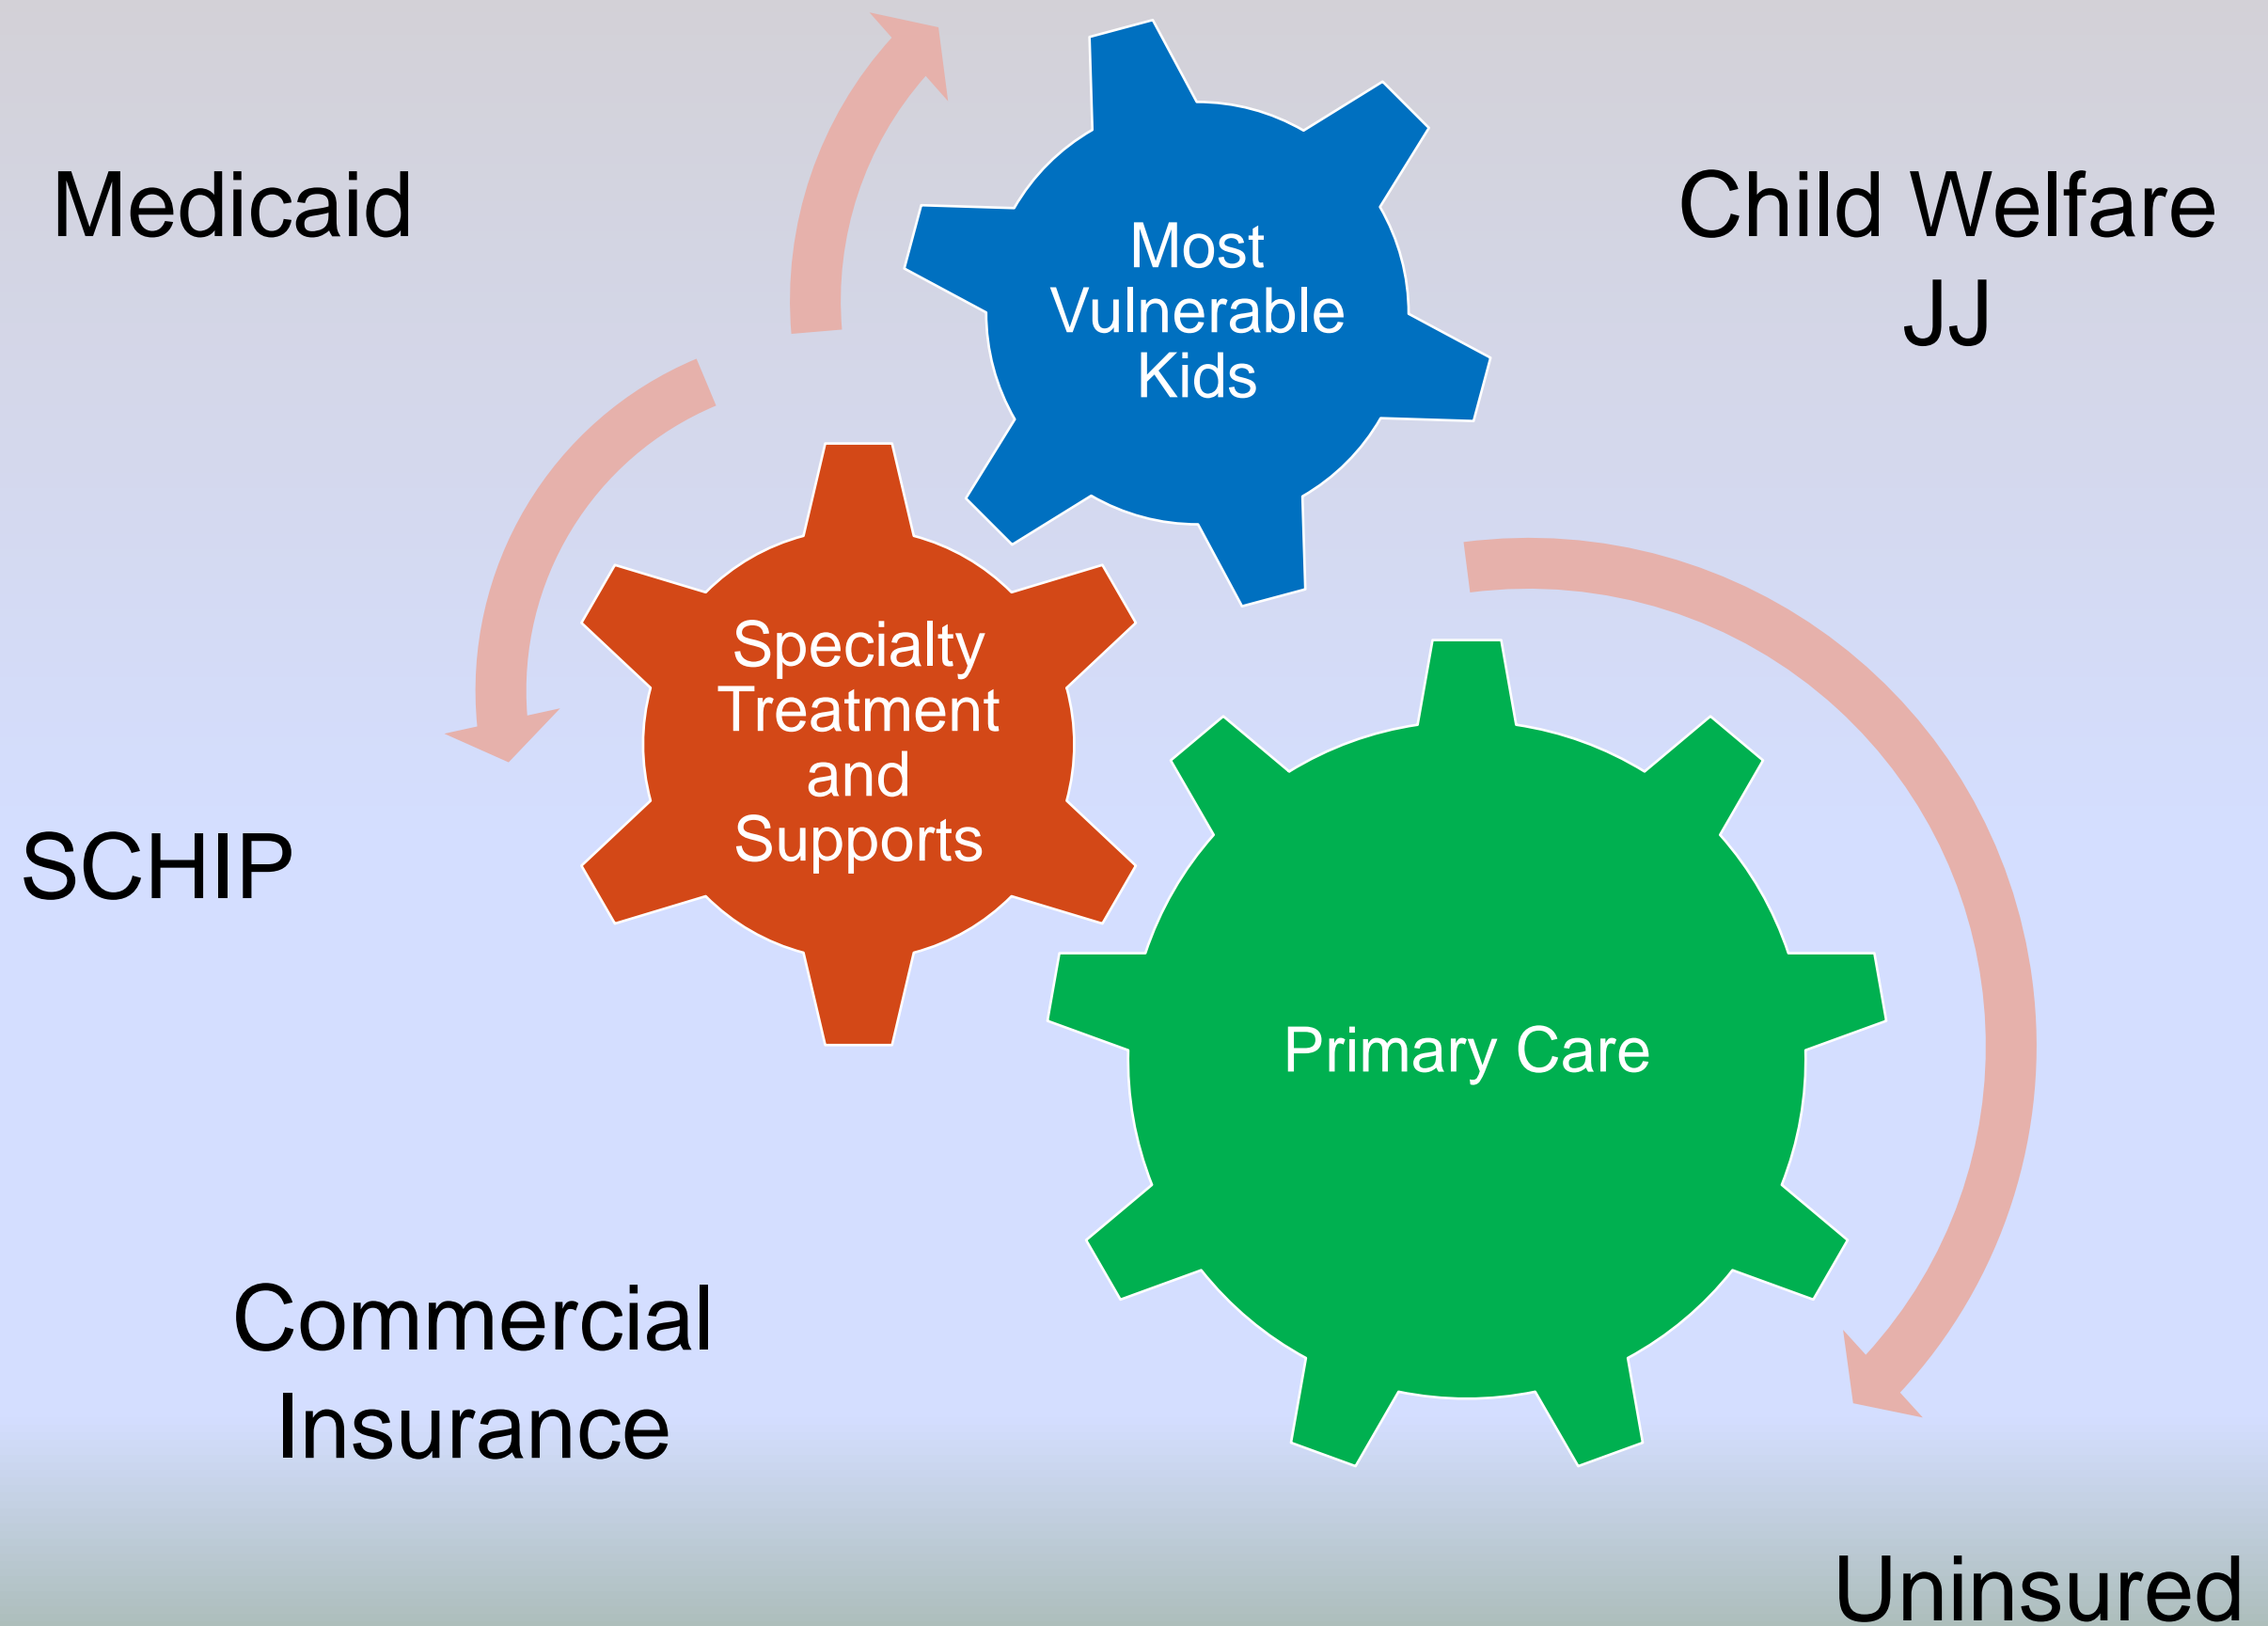 Medicaid
Child Welfare
JJ
Most
Vulnerable
Kids
Specialty
Treatment
and
Supports
SCHIP
Primary Care
Commercial
Insurance
Uninsured